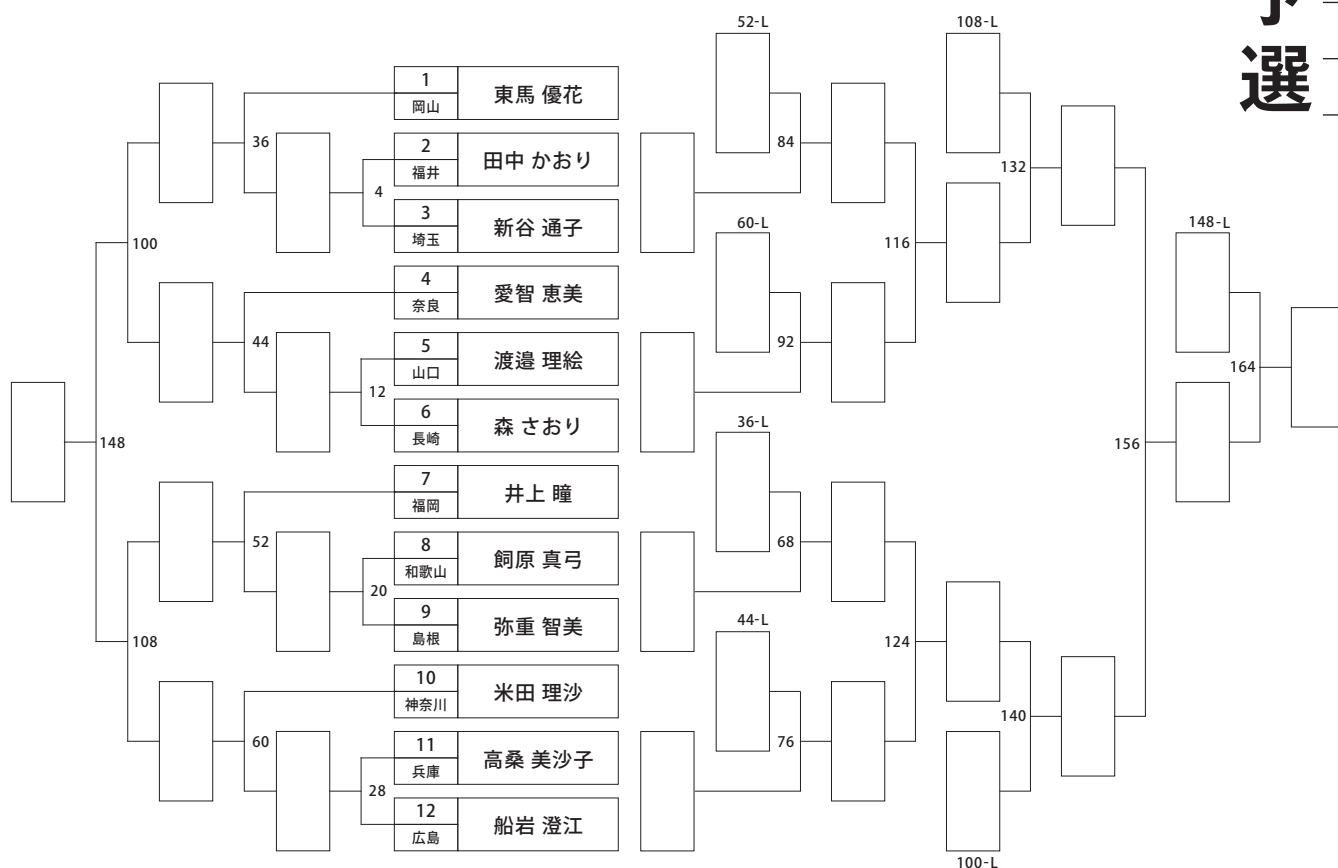 選
52-L
108-L
1
岡山
東馬 優花
36
2
福井
田中 かおり
84
4
132
3
埼玉
新谷 通子
60-L
148-L
100
116
4
奈良
愛智 恵美
44
5
山口
渡邉 理絵
92
12
164
6
長崎
森 さおり
36-L
148
156
7
福岡
井上 瞳
52
8
和歌山
飼原 真弓
68
20
9
島根
弥重 智美
44-L
108
124
10
神奈川
米田 理沙
60
11
兵庫
高桑 美沙子
76
140
28
12
広島
船岩 澄江
100-L